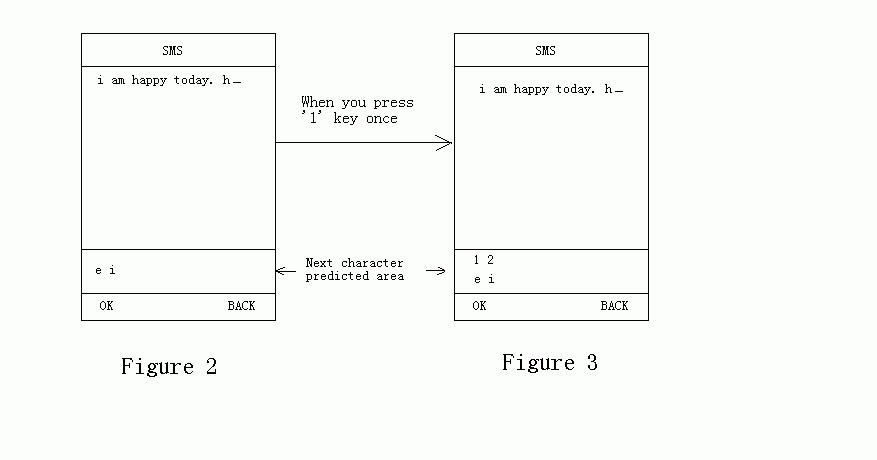 SMS
i am happy today. h_
e i
OK BACK
Figure 2
When you press
'1' key once
Next character
predicted area
SMS
i am happy today. h_
1 2
e i
OK BACK
Figure 3